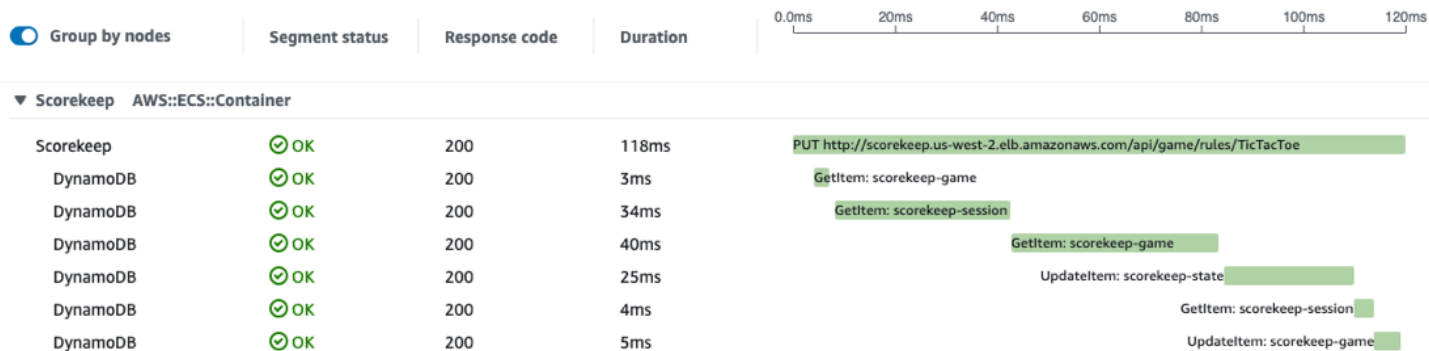 0.0ms 20ms 40ms 60ms 80ms 100ms 120ms
Group by nodes Segment status Response code Duration
Scorekeep AWS::ECS::Container
Scorekeep OK 200 118ms PUT http://scorekeep.us-west-2.elb.amazonaws.com/api/game/rules/TicTacToe
DynamoDB OK 200 3ms GetItem: scorekeep-game
DynamoDB OK 200 34ms GetItem: scorekeep-session
DynamoDB OK 200 40ms GetItem: scorekeep-game
DynamoDB OK 200 25ms UpdateItem: scorekeep-state
DynamoDB OK 200 4ms GetItem: scorekeep-session
DynamoDB OK 200 5ms UpdateItem: scorekeep-game